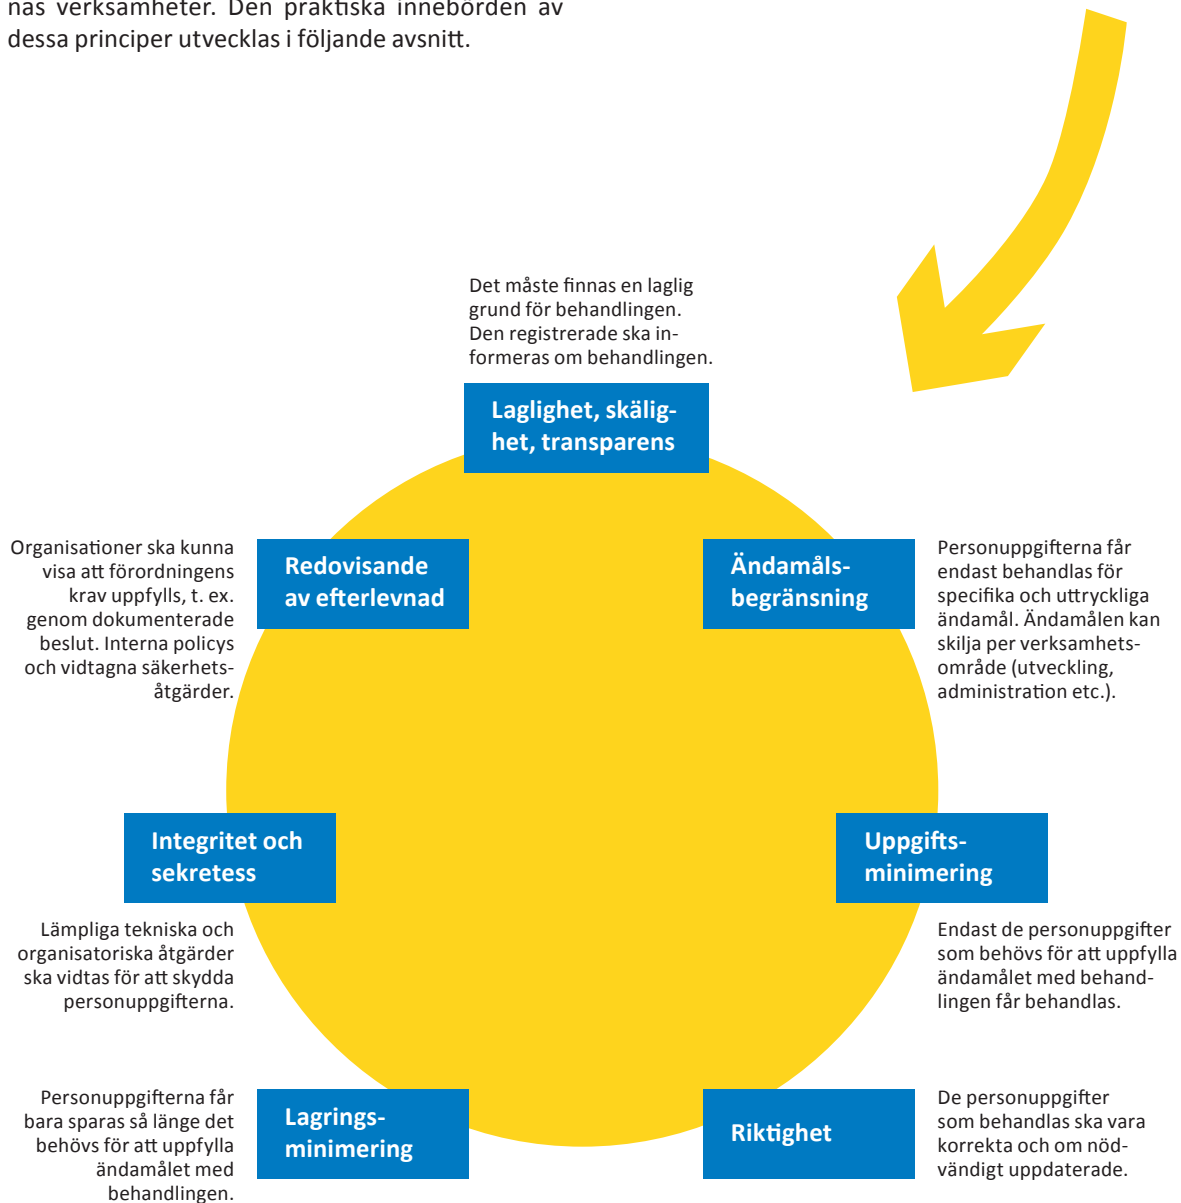 nas verksamheter. Den praktiska innebörden av
dessa principer utvecklas i följande avsnitt.
Det måste finnas en laglig
grund för behandlingen.
Den registrerade ska in-
formeras om behandlingen.
Laglighet, skälig-
het, transparens
Organisationer ska kunna
visa att förordningens
krav uppfylls, t. ex.
genom dokumenterade
beslut. Interna policys
och vidtagna säkerhets-
åtgärder.
Redovisande
av efterlevnad
Ändamåls-
begränsning
Personuppgifterna får
endast behandlas för
specifika och uttryckliga
ändamål. Ändamålen kan
skilja per verksamhets-
område (utveckling,
administration etc.).
Integritet och
sekretess
Lämpliga tekniska och
organisatoriska åtgärder
ska vidtas för att skydda
personuppgifterna.
Uppgifts-
minimering
Endast de personuppgifter
som behövs för att uppfylla
ändamålet med behand-
lingen får behandlas.
Personuppgifterna får
bara sparas så länge det
behövs för att uppfylla
ändamålet med
behandlingen.
Lagrings-
minimering
Riktighet
De personuppgifter
som behandlas ska vara
korrekta och om nöd-
vändigt uppdaterade.